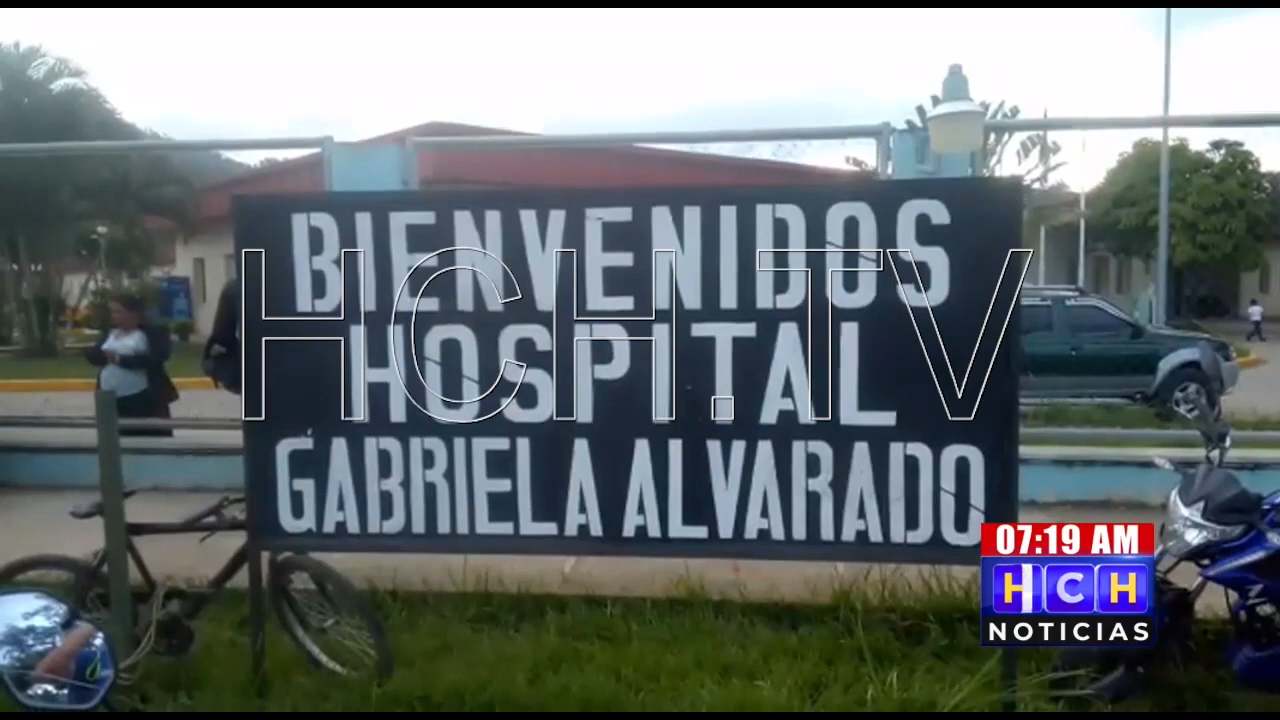 BIENVENIDOS
HOSPITAL
GABRIELA ALVARADO
HCH.TV
07:19 AM
HCH
NOTICIAS